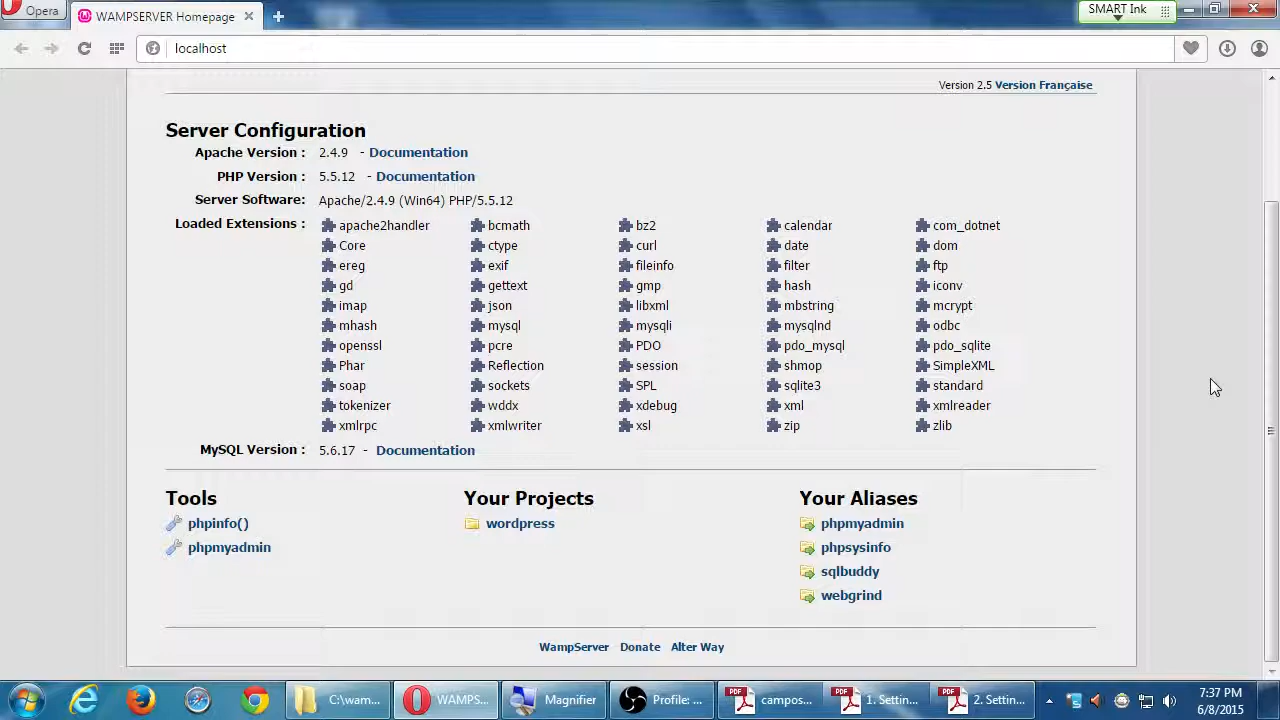 Opera
WAMPSERVER Homepage
SMART Ink
localhost
Version 2.5 Version Française
Server Configuration
Apache Version : 2.4.9 - Documentation
PHP Version : 5.5.12 - Documentation
Server Software: Apache/2.4.9 (Win64) PHP/5.5.12
Loaded Extensions : apache2handler bcmath bz2 calendar com_dotnet
Core ctype curl date dom
ereg exif fileinfo filter ftp
gd gettext gmp hash iconv
imap json libxml mbstring mcrypt
mhash mysql mysqli mysqlnd odbc
openssl pcre PDO pdo_mysql pdo_sqlite
Phar Reflection session shmop SimpleXML
soap sockets SPL sqlite3 standard
tokenizer wddx xdebug xml xmlreader
xmlrpc xmlwriter xsl zip zlib
MySQL Version : 5.6.17 - Documentation
Tools
phpinfo()
phpmyadmin
Your Projects
wordpress
Your Aliases
phpmyadmin
phpsysinfo
sqlbuddy
webgrind
WampServer Donate Alter Way
C:\wam... WAMPS... Magnifier Profile: ... PDF campos... PDF 1. Settin... PDF 2. Settin... 7:37 PM
6/8/2015